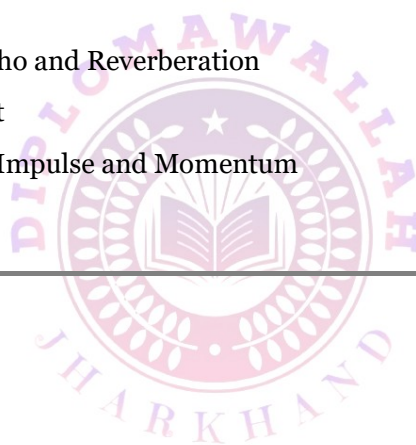 ho and Reverberation
t
Impulse and Momentum
DIPLOMAWALLAH
JHARKHAND